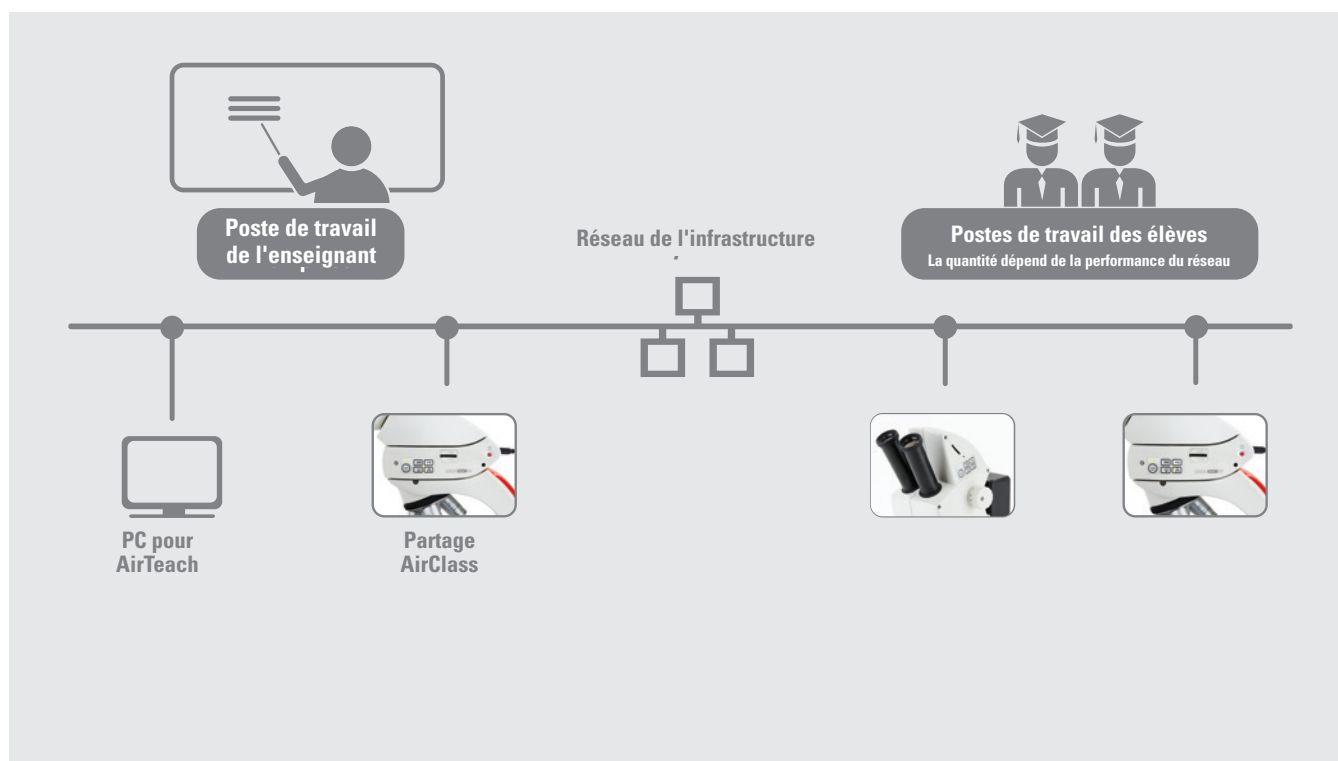 Poste de travail
de l'enseignant
Réseau de l'infrastructure
Postes de travail des élèves
La quantité dépend de la performance du réseau
PC pour
AirTeach
Partage
AirClass